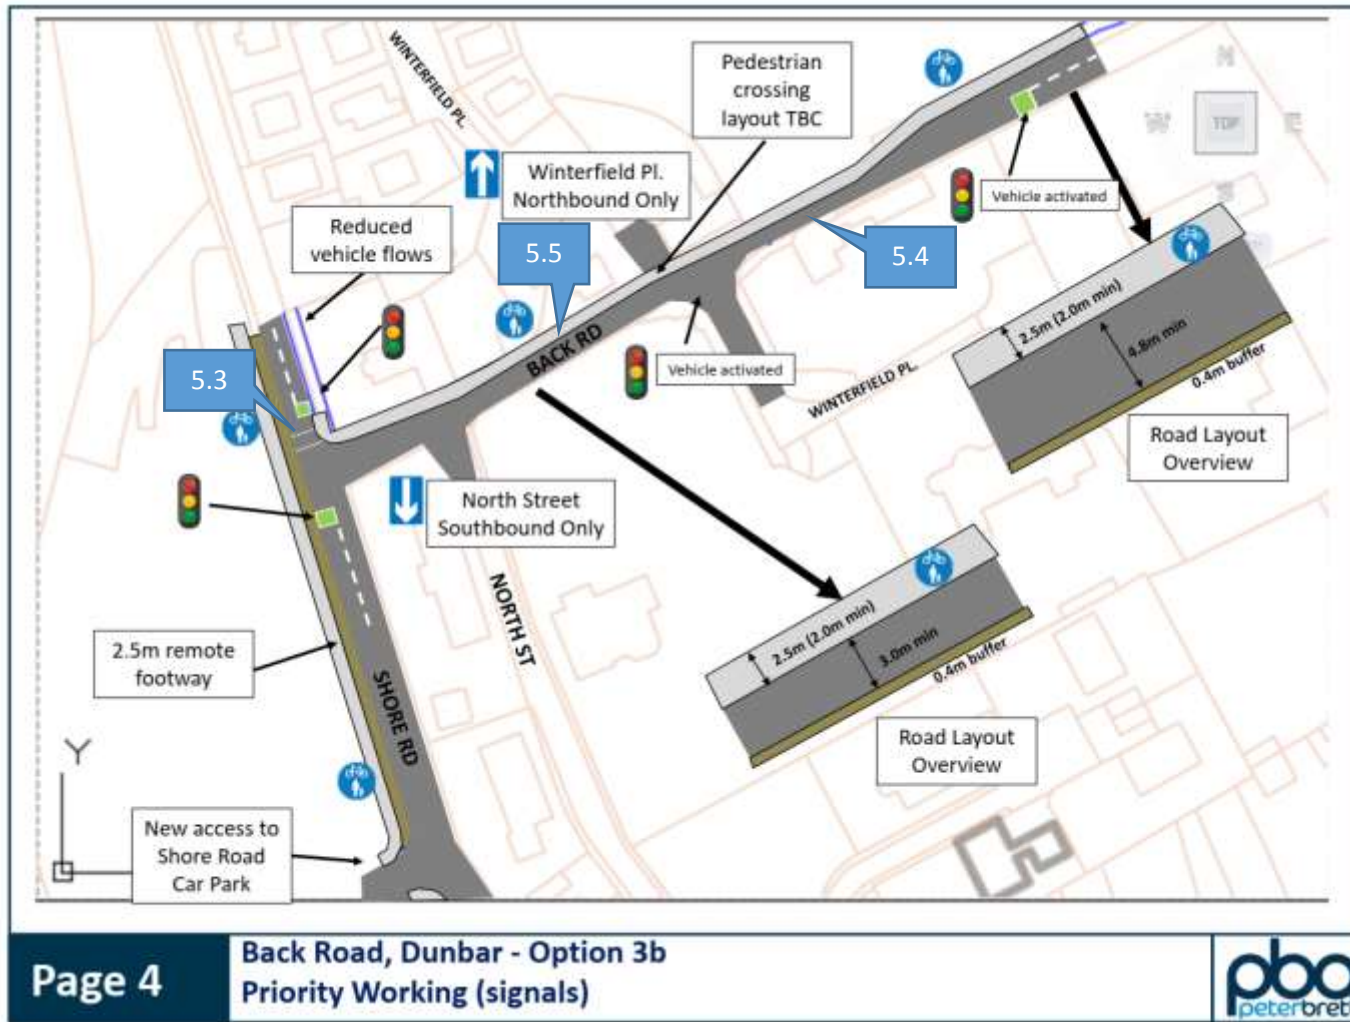 WINTERFIELD PL.
Pedestrian
crossing
layout TBC
N
W
TOP
E
S
Winterfield Pl.
Northbound Only
Vehicle activated
Reduced
vehicle flows
5.5
5.4
2.5m (2.0m min)
4.8m min
0.4m buffer
BACK RD
Vehicle activated
5.3
WINTERFIELD PL.
Road Layout
Overview
North Street
Southbound Only
NORTH ST
2.5m (2.0m min)
3.0m min
0.4m buffer
2.5m remote
footway
SHORE RD
Road Layout
Overview
Y
New access to
Shore Road
Car Park
Page 4
Back Road, Dunbar - Option 3b
Priority Working (signals)
pba
peterbrett